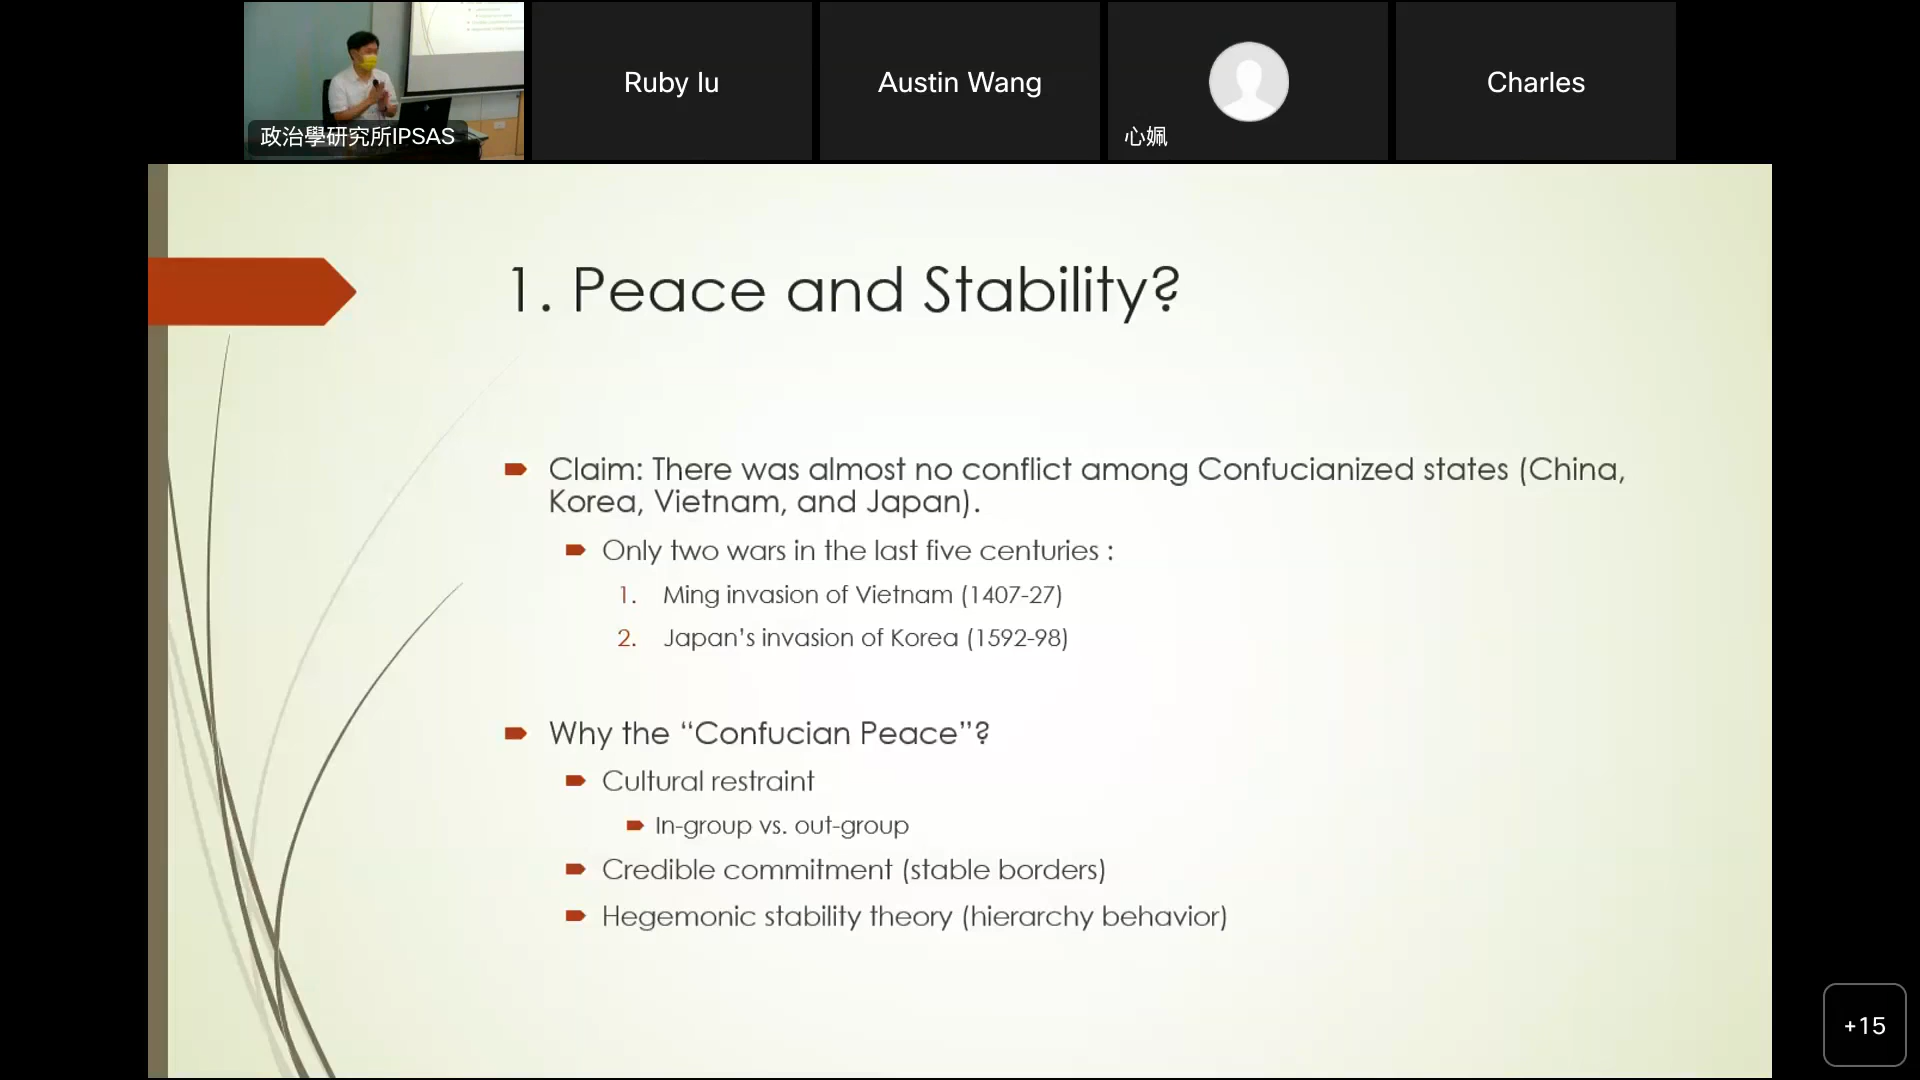 政治學研究所IPSAS
Ruby lu
Austin Wang
心姵
Charles
1. Peace and Stability?
Claim: There was almost no conflict among Confucianized states (China,
Korea, Vietnam, and Japan).
Only two wars in the last five centuries :
1. Ming invasion of Vietnam (1407-27)
2. Japan’s invasion of Korea (1592-98)
Why the “Confucian Peace”?
Cultural restraint
In-group vs. out-group
Credible commitment (stable borders)
Hegemonic stability theory (hierarchy behavior)
+15